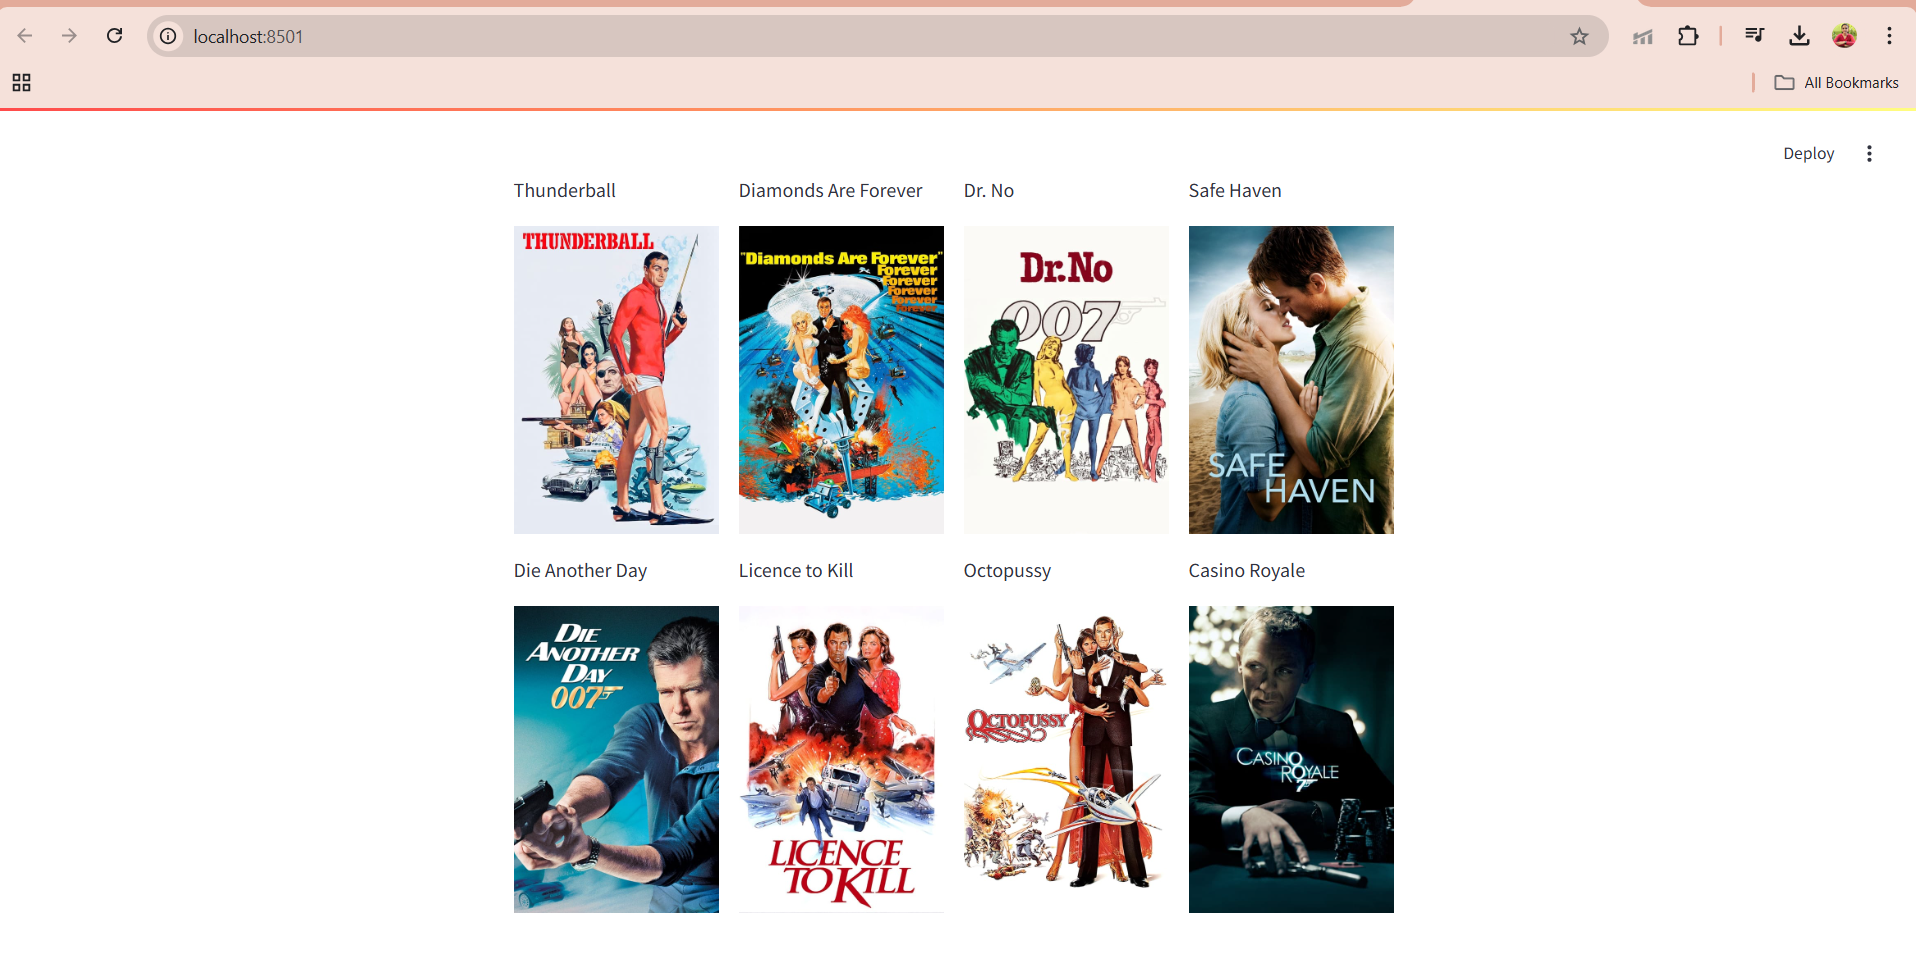 localhost:8501
All Bookmarks
Deploy
Thunderball
Diamonds Are Forever
Dr. No
Safe Haven
THUNDERBALL
"Diamonds Are Forever"
Forever
Forever
Forever
Forever
Forever
Dr.No
007
SAFE
HAVEN
Die Another Day
Licence to Kill
Octopussy
Casino Royale
DIE
ANOTHER
DAY
007
LICENCE
TO KILL
OCTOPUSSY
CASINO
ROYALE
7